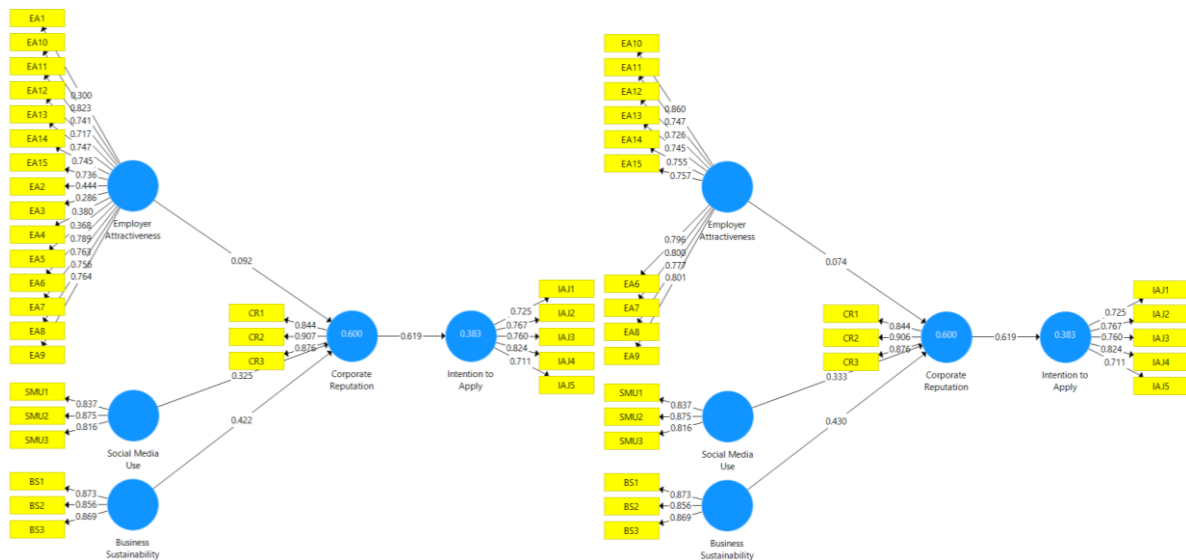 EA1
EA10
EA11
EA12
EA13
EA14
EA15
EA2
EA3
EA4
EA5
EA6
EA7
EA8
EA9
0.300
0.823
0.741
0.717
0.747
0.745
0.736
0.444
0.286
0.380
0.368
0.789
0.763
0.756
0.764
Employer
Attractiveness
0.092
CR1
CR2
CR3
0.844
0.907
0.876
0.600
Corporate
Reputation
0.619
0.383
Intention to
Apply
0.725
0.767
0.760
0.824
0.711
IAJ1
IAJ2
IAJ3
IAJ4
IAJ5
0.325
SMU1
SMU2
SMU3
0.837
0.875
0.816
Social Media
Use
0.422
BS1
BS2
BS3
0.873
0.856
0.869
Business
Sustainability
EA10
EA11
EA12
EA13
EA14
EA15
0.860
0.747
0.726
0.745
0.755
0.757
Employer
Attractiveness
0.796
0.800
0.777
0.801
EA6
EA7
EA8
EA9
0.074
CR1
CR2
CR3
0.844
0.906
0.876
0.600
Corporate
Reputation
0.619
0.383
Intention to
Apply
0.725
0.767
0.760
0.824
0.711
IAJ1
IAJ2
IAJ3
IAJ4
IAJ5
0.333
SMU1
SMU2
SMU3
0.837
0.875
0.816
Social Media
Use
0.430
BS1
BS2
BS3
0.873
0.856
0.869
Business
Sustainability